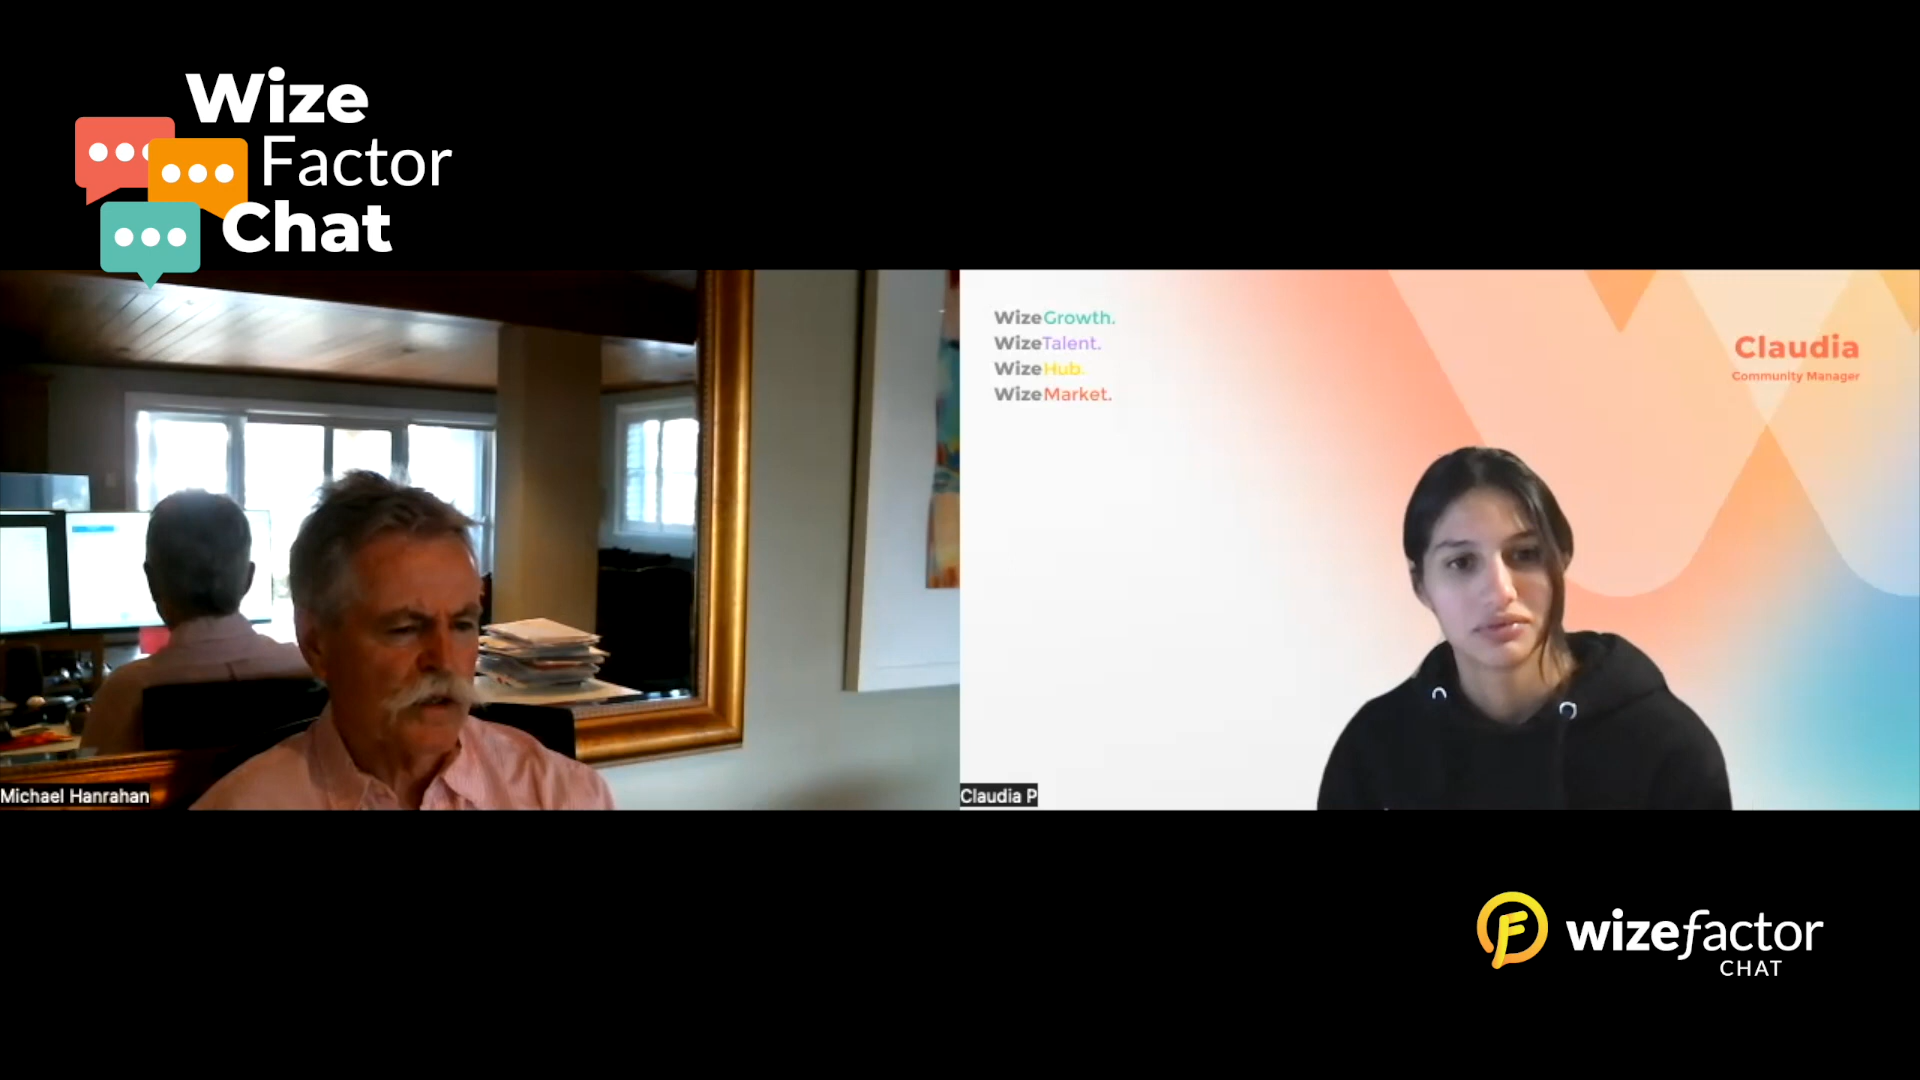 Wize
Factor
Chat
WizeGrowth.
WizeTalent.
WizeHub.
WizeMarket.
Claudia
Community Manager
Michael Hanrahan
Claudia P
wizefactor
CHAT